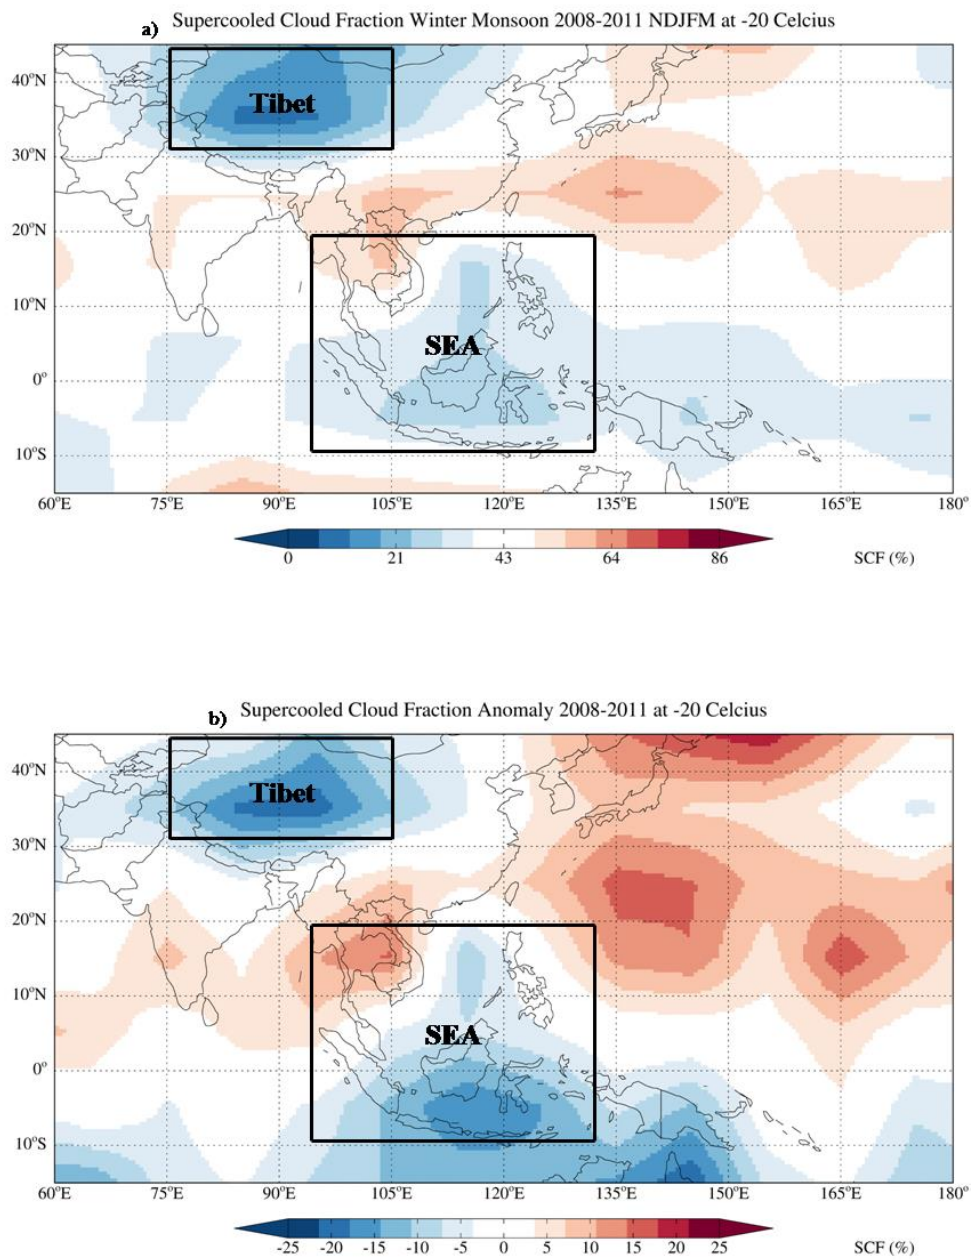 a) Supercooled Cloud Fraction Winter Monsoon 2008-2011 NDJFM at -20 Celcius
40°N
Tibet
30°N
20°N
10°N
SEA
0°
10°S
60°E 75°E 90°E 105°E 120°E 135°E 150°E 165°E 180°
0 21 43 64 86 SCF (%)
b) Supercooled Cloud Fraction Anomaly 2008-2011 at -20 Celcius
40°N
Tibet
30°N
20°N
10°N
SEA
0°
10°S
60°E 75°E 90°E 105°E 120°E 135°E 150°E 165°E 180°
-25 -20 -15 -10 -5 0 5 10 15 20 25 SCF (%)